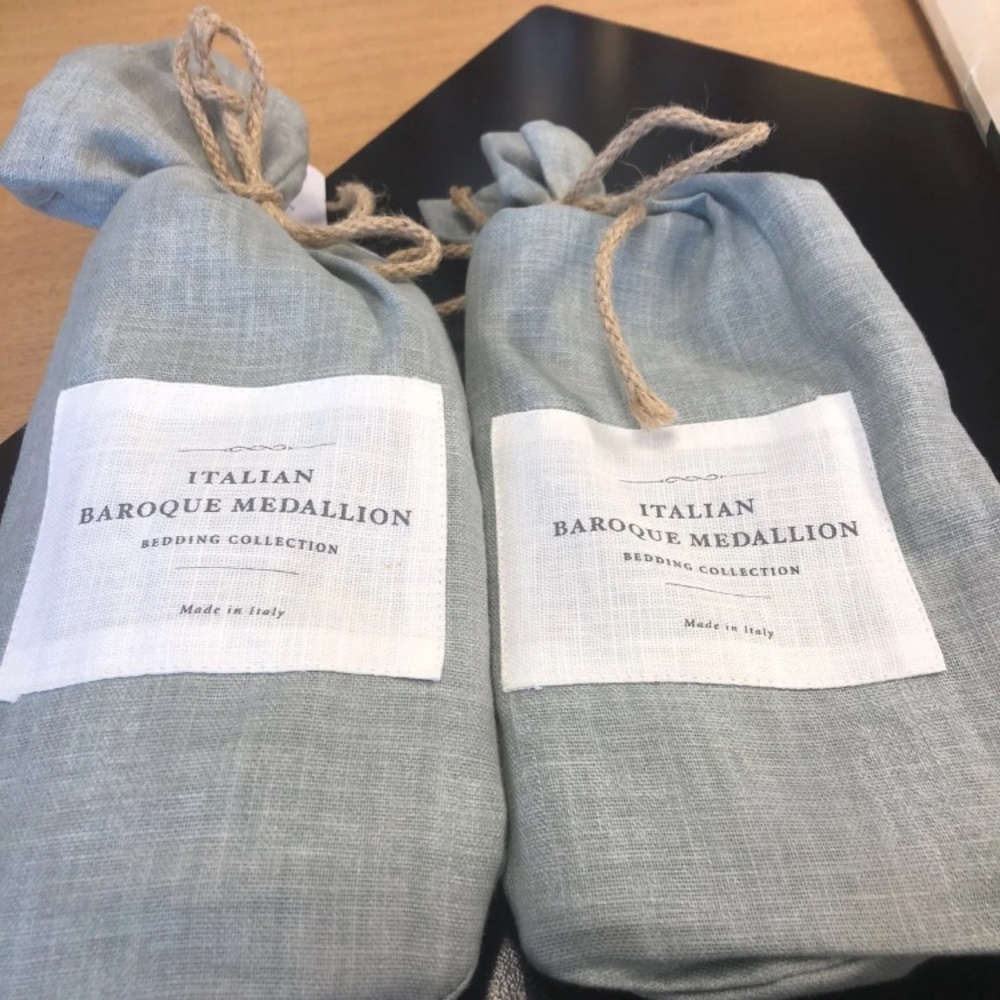 ITALIAN
BAROQUE MEDALLION
BEDDING COLLECTION
Made in Italy
ITALIAN
BAROQUE MEDALLION
BEDDING COLLECTION
Made in Italy